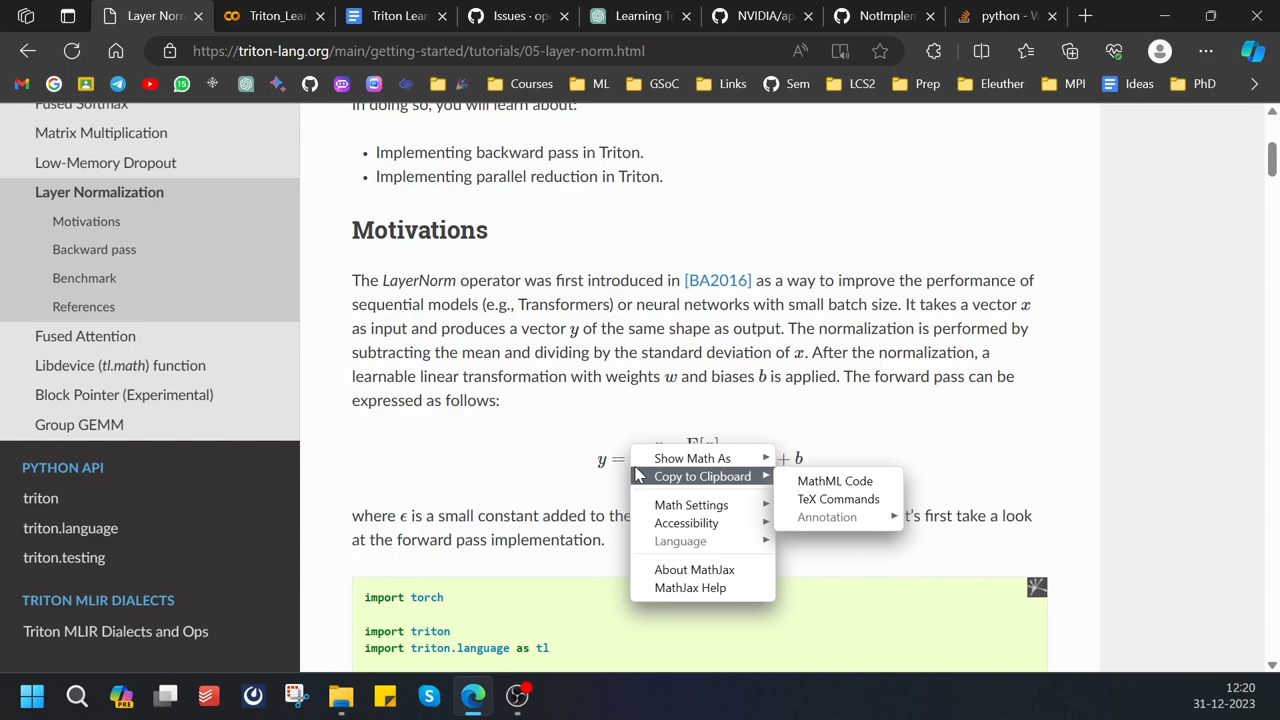 Layer Norm
Triton_Lea
Triton Lear
Issues · ope
Learning T
NVIDIA/ap
NotImplen
python - W
https://triton-lang.org/main/getting-started/tutorials/05-layer-norm.html
Courses
ML
GSoC
Links
Sem
LCS2
Prep
Eleuther
MPI
Ideas
PhD
Fused Softmax
Matrix Multiplication
Low-Memory Dropout
Layer Normalization
Motivations
Backward pass
Benchmark
References
Fused Attention
Libdevice (tl.math) function
Block Pointer (Experimental)
Group GEMM
PYTHON API
triton
triton.language
triton.testing
TRITON MLIR DIALECTS
Triton MLIR Dialects and Ops
In doing so, you will learn about:
• Implementing backward pass in Triton.
• Implementing parallel reduction in Triton.
Motivations
The LayerNorm operator was first introduced in [BA2016] as a way to improve the performance of
sequential models (e.g., Transformers) or neural networks with small batch size. It takes a vector x
as input and produces a vector y of the same shape as output. The normalization is performed by
subtracting the mean and dividing by the standard deviation of x. After the normalization, a
learnable linear transformation with weights w and biases b is applied. The forward pass can be
expressed as follows:
y = + b
Show Math As
Copy to Clipboard
Math Settings
Accessibility
Language
About MathJax
MathJax Help
MathML Code
TeX Commands
Annotation
where ϵ is a small constant added to the t's first take a look
at the forward pass implementation.
import torch
import triton
import triton.language as tl
PRE
12:20
31-12-2023